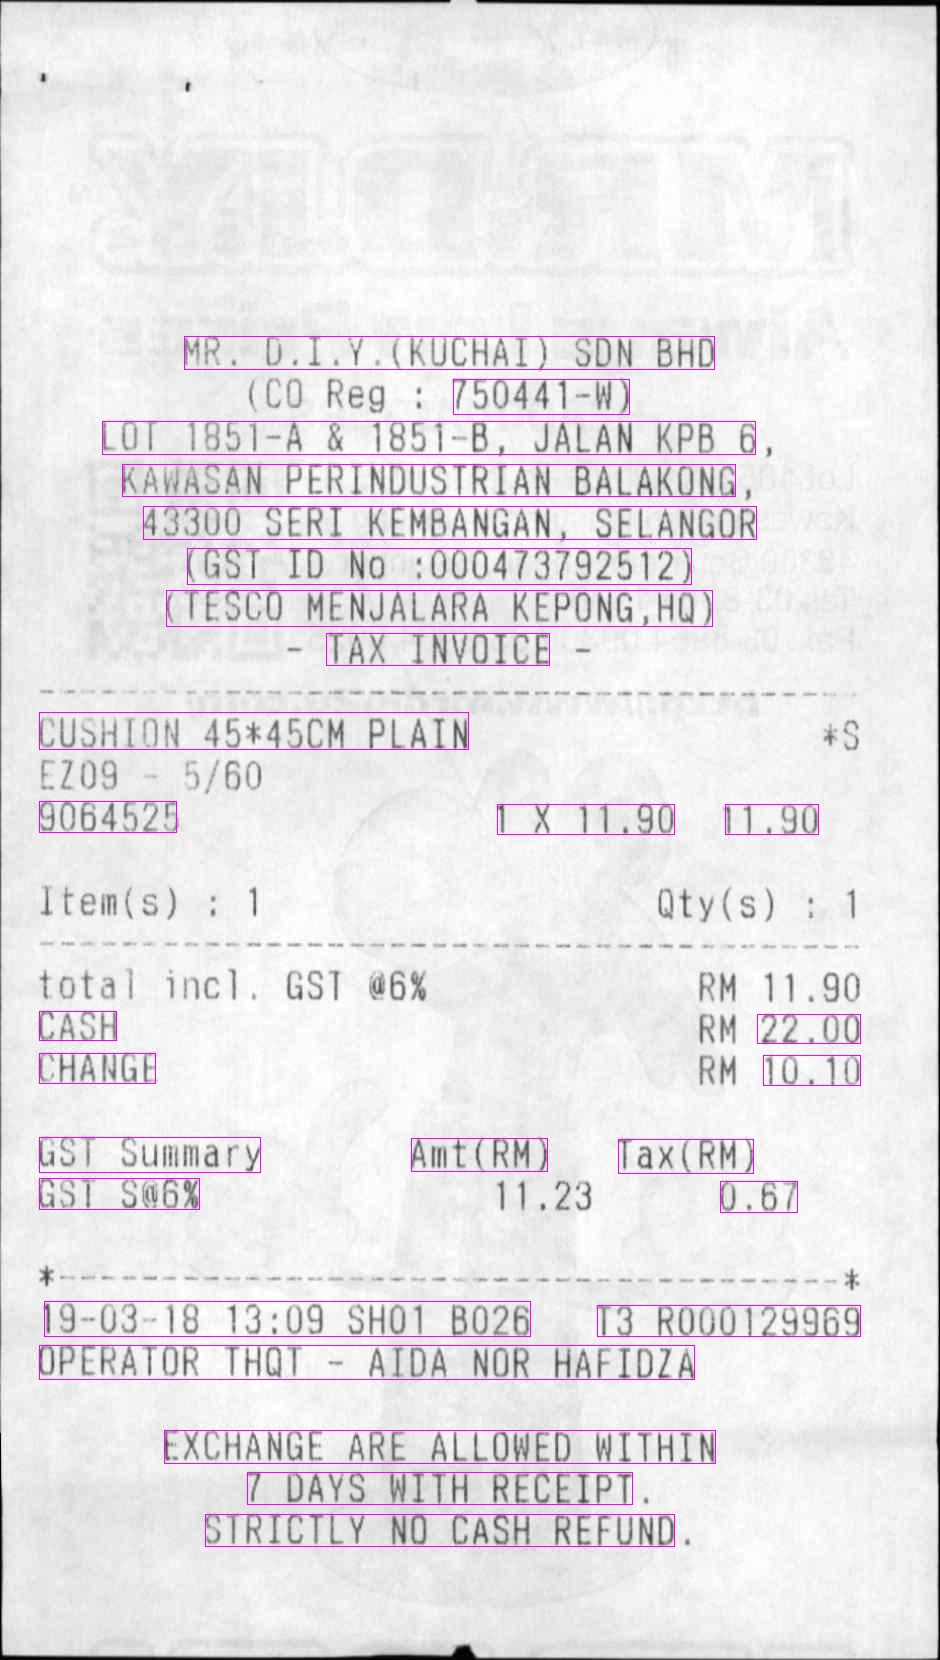 MR. D.I.Y.(KUCHAI) SDN BHD
(CO Reg : 750441-W)
LOT 1851-A & 1851-B, JALAN KPB 6,
KAWASAN PERINDUSTRIAN BALAKONG,
43300 SERI KEMBANGAN, SELANGOR
(GST ID No :000473792512)
(TESCO MENJALARA KEPONG,HQ)
- TAX INVOICE -
CUSHION 45*45CM PLAIN *S
EZ09 - 5/60
9064525 1 X 11.90 11.90
Item(s) : 1 Qty(s) : 1
total incl. GST @6% RM 11.90
CASH RM 22.00
CHANGE RM 10.10
GST Summary Amt(RM) Tax(RM)
GST S@6% 11.23 0.67
*--------------------------------------*
19-03-18 13:09 SH01 B026 T3 R000129969
OPERATOR THQT - AIDA NOR HAFIDZA
EXCHANGE ARE ALLOWED WITHIN
7 DAYS WITH RECEIPT.
STRICTLY NO CASH REFUND.